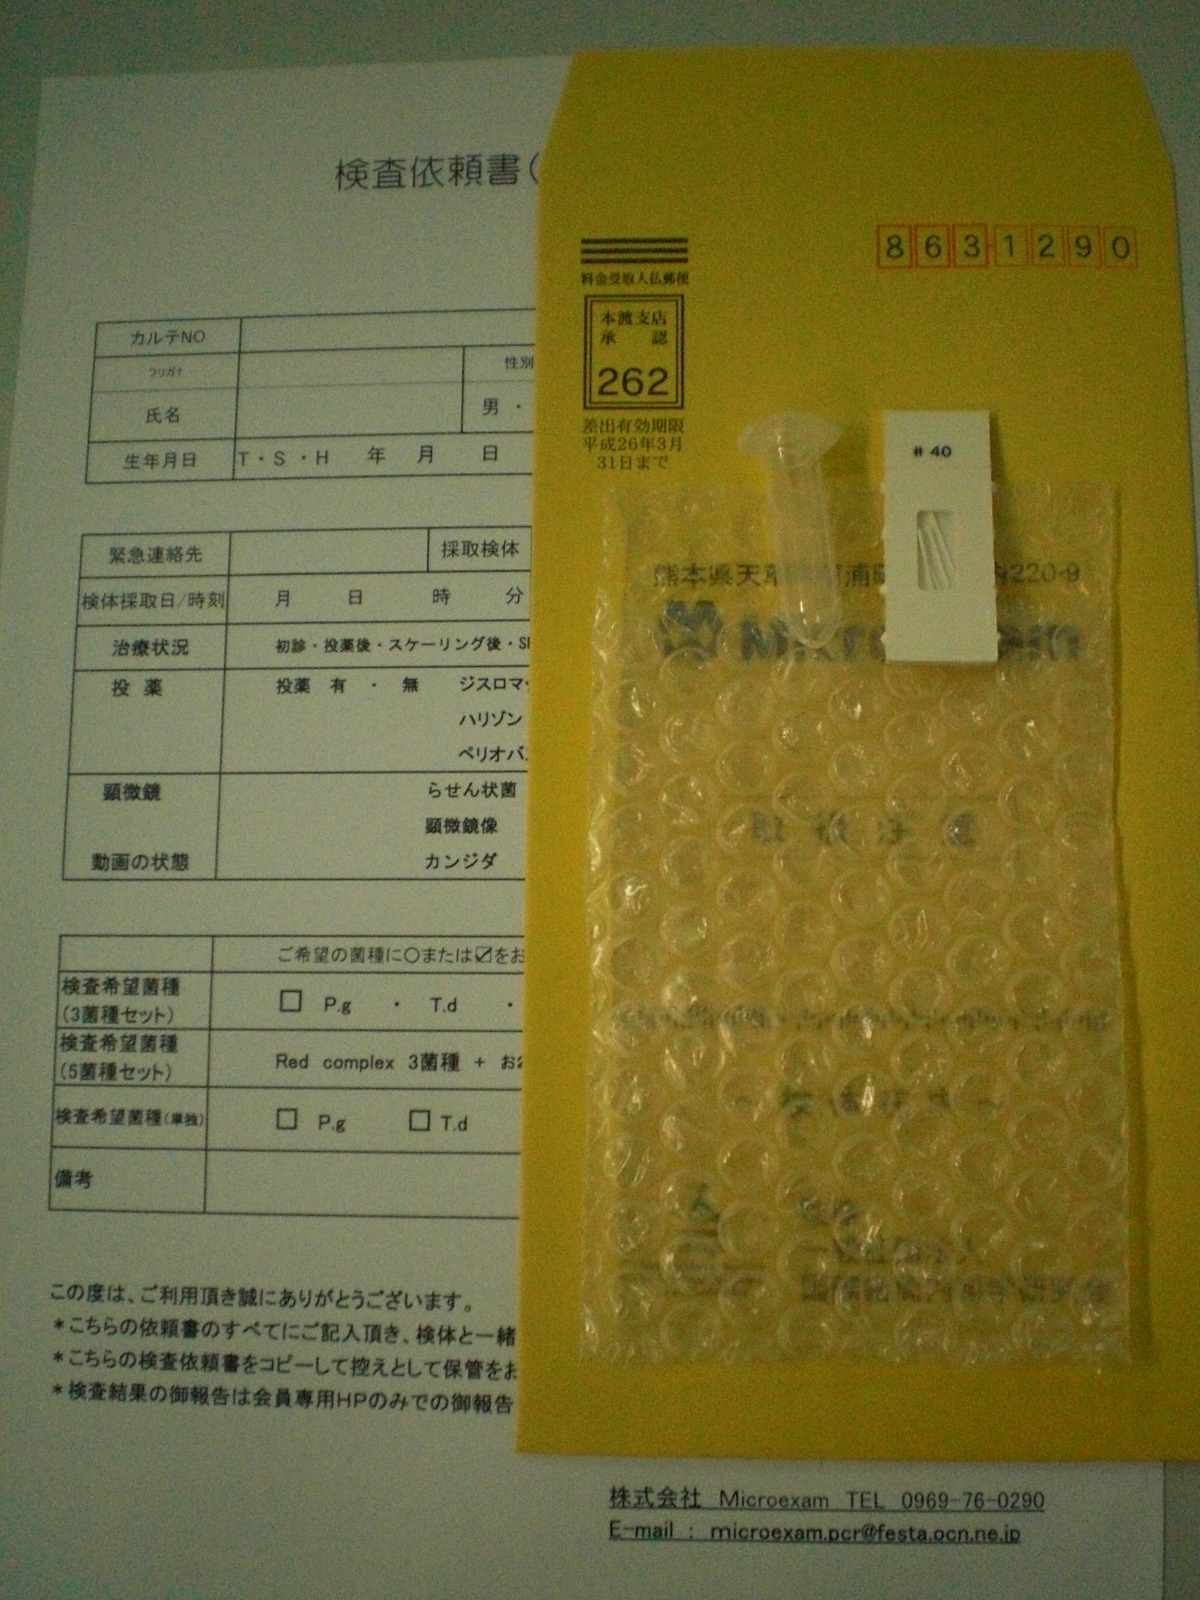 検査依頼書(
カルテNO
フリガナ
性別
氏名
男 ・
生年月日
T・S・H 年 月 日
緊急連絡先
採取検体
検体採取日/時刻
月 日 時 分
治療状況
初診・投薬後・スケーリング後・S
投薬
投薬 有 ・ 無 ジスロマッ
ハリゾン
ペリオバ
顕微鏡
らせん状菌
顕微鏡像
動画の状態
カンジダ
ご希望の菌種に○または☑をお
検査希望菌種
(3菌種セット)
☐ P.g ・ T.d ・
検査希望菌種
(5菌種セット)
Red complex 3菌種 + お
検査希望菌種(単独)
☐ P.g ☐ T.d
備考
この度は、ご利用頂き誠にありがとうございます。
*こちらの依頼書のすべてにご記入頂き、検体と一緒
*こちらの検査依頼書をコピーして控えとして保管をお
*検査結果の御報告は会員専用HPのみでの御報告
株式会社 Microexam TEL 0969-76-0290
E-mail : microexam.pcr@festa.ocn.ne.jp
8631290
料金受取人払郵便
本渡支店
承認
262
差出有効期限
平成26年3月
31日まで
# 40
熊本県天
浦
220-9
取扱注意